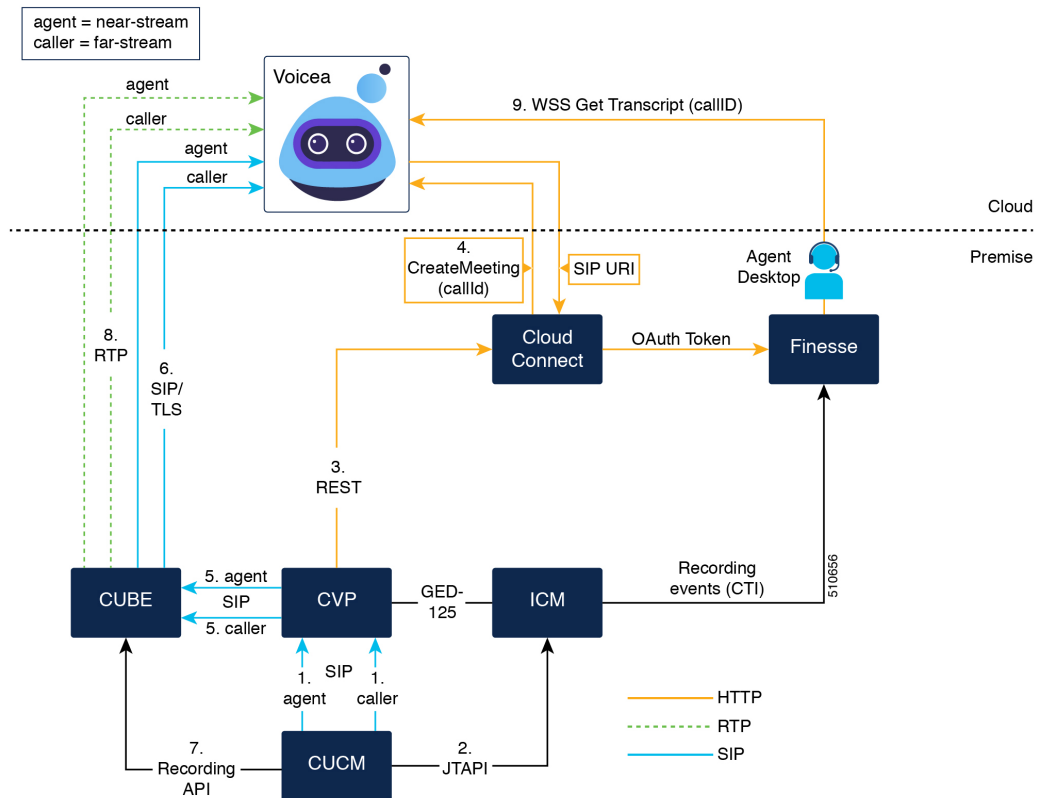 agent = near-stream
caller = far-stream
Voicea
agent
caller
agent
caller
9. WSS Get Transcript (callID)
Cloud
Premise
4.
CreateMeeting
(callId)
SIP URI
Agent
Desktop
Cloud
Connect
OAuth Token
Finesse
8.
RTP
6.
SIP/
TLS
3.
REST
CUBE
5. agent
SIP
5. caller
CVP
GED-
125
ICM
Recording
events (CTI)
510656
1.
agent
SIP
1.
caller
7.
Recording
API
CUCM
2.
JTAPI
HTTP
RTP
SIP